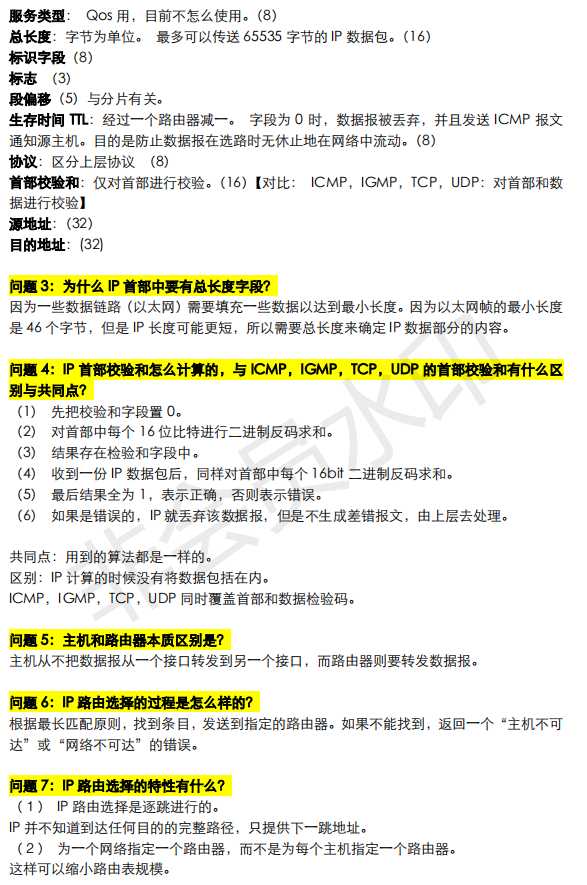 服务类型： Qos 用，目前不怎么使用。（8）
总长度：字节为单位。 最多可以传送 65535 字节的 IP 数据包。（16）
标识字段（8）
标志 （3）
段偏移（5）与分片有关。
生存时间 TTL：经过一个路由器减一。 字段为 0 时，数据报被丢弃，并且发送 ICMP 报文
通知源主机。目的是防止数据报在选路时无休止地在网络中流动。（8）
协议：区分上层协议 （8）
首部校验和：仅对首部进行校验。（16）【对比： ICMP，IGMP，TCP，UDP：对首部和数
据进行校验】
源地址：（32）
目的地址：(32)
问题 3：为什么 IP 首部中要有总长度字段？
因为一些数据链路（以太网）需要填充一些数据以达到最小长度。因为以太网帧的最小长度
是 46 个字节，但是 IP 长度可能更短，所以需要总长度来确定 IP 数据部分的内容。
问题 4：IP 首部校验和怎么计算的，与 ICMP，IGMP，TCP，UDP 的首部校验和有什么区
别与共同点？
（1） 先把校验和字段置 0。
（2） 对首部中每个 16 位比特进行二进制反码求和。
（3） 结果存在检验和字段中。
（4） 收到一份 IP 数据包后，同样对首部中每个 16bit 二进制反码求和。
（5） 最后结果全为 1，表示正确，否则表示错误。
（6） 如果是错误的，IP 就丢弃该数据报，但是不生成差错报文，由上层去处理。
共同点：用到的算法都是一样的。
区别：IP 计算的时候没有将数据包括在内。
ICMP，IGMP，TCP，UDP 同时覆盖首部和数据检验码。
问题 5：主机和路由器本质区别是？
主机从不把数据报从一个接口转发到另一个接口，而路由器则要转发数据报。
问题 6：IP 路由选择的过程是怎么样的？
根据最长匹配原则，找到条目，发送到指定的路由器。如果不能找到，返回一个“主机不可
达”或“网络不可达”的错误。
问题 7：IP 路由选择的特性有什么？
（1） IP 路由选择是逐跳进行的。
IP 并不知道到达任何目的的完整路径，只提供下一跳地址。
（2） 为一个网络指定一个路由器，而不是为每个主机指定一个路由器。
这样可以缩小路由表规模。
非会员水印